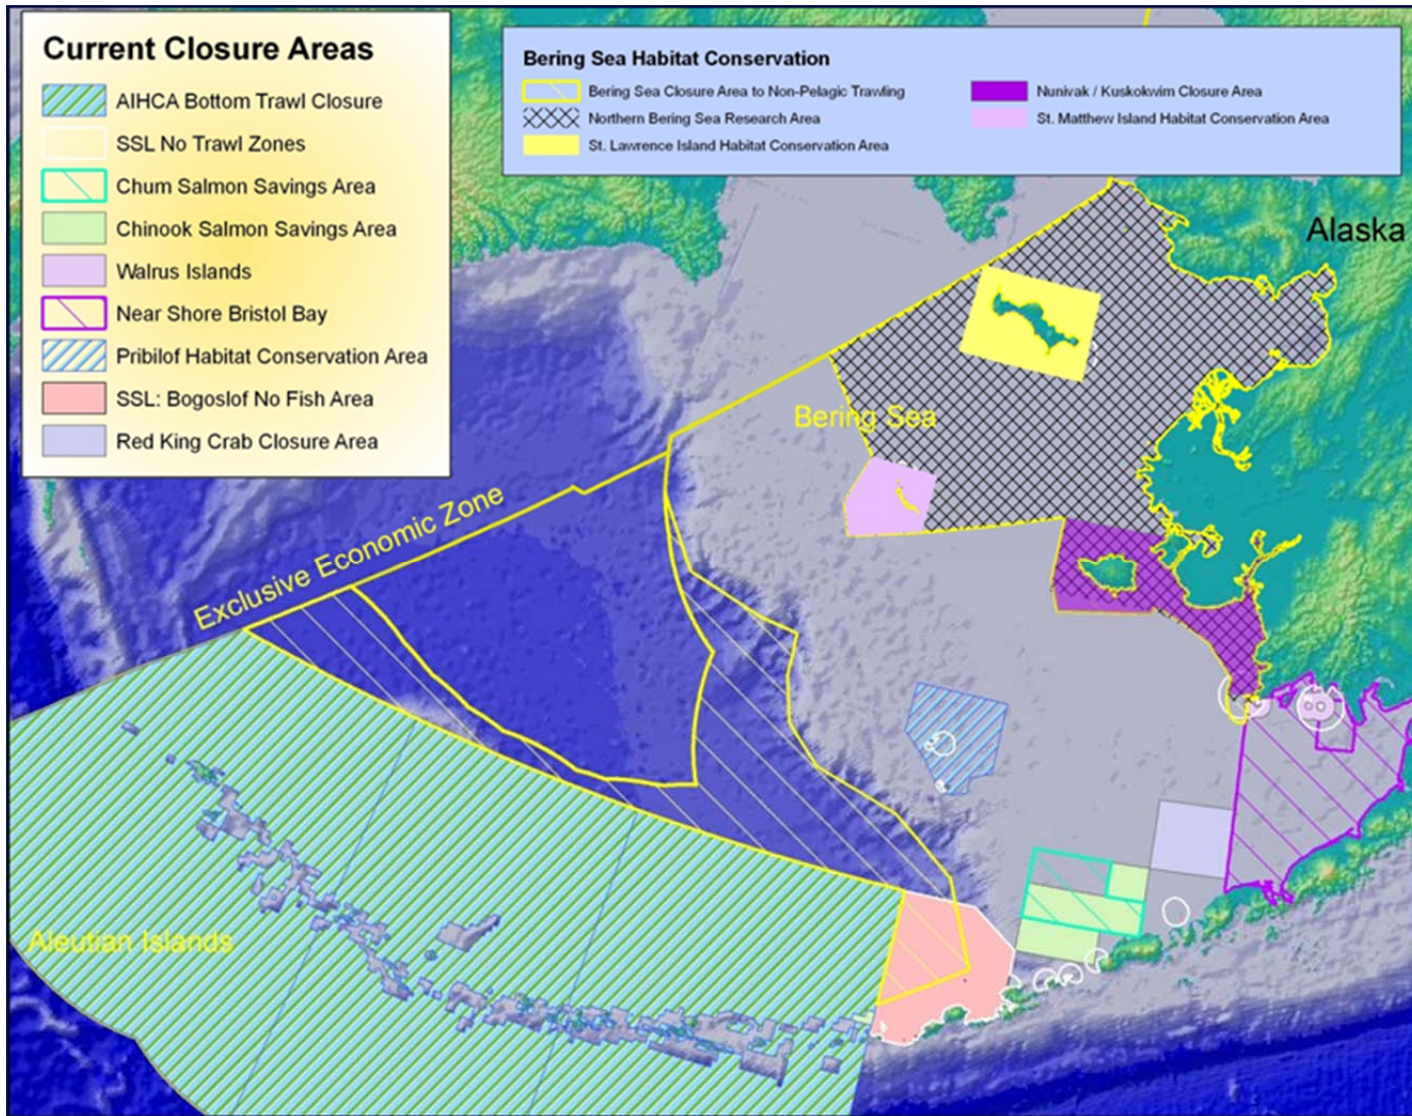 Current Closure Areas
AIHCA Bottom Trawl Closure
SSL No Trawl Zones
Chum Salmon Savings Area
Chinook Salmon Savings Area
Walrus Islands
Near Shore Bristol Bay
Pribilof Habitat Conservation Area
SSL: Bogoslof No Fish Area
Red King Crab Closure Area
Bering Sea Habitat Conservation
Bering Sea Closure Area to Non-Pelagic Trawling
Northern Bering Sea Research Area
St. Lawrence Island Habitat Conservation Area
Nunivak / Kuskokwim Closure Area
St. Matthew Island Habitat Conservation Area
Alaska
Bering Sea
Exclusive Economic Zone
Aleutian Islands